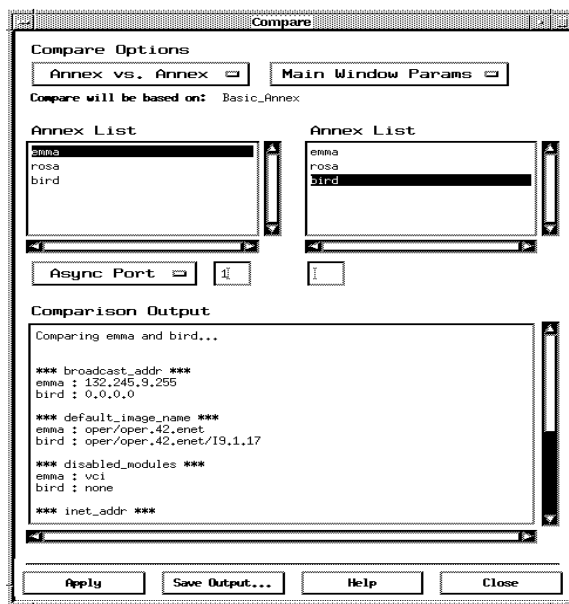 Compare
Compare Options
Annex vs. Annex Main Window Params
Compare will be based on: Basic_Annex
Annex List Annex List
emma emma
rosa rosa
bird bird
Async Port 1
Comparison Output
Comparing emma and bird...
*** broadcast_addr ***
emma : 132.245.9.255
bird : 0.0.0.0
*** default_image_name ***
emma : oper/oper.42.enet
bird : oper/oper.42.enet/I9.1.17
*** disabled_modules ***
emma : vci
bird : none
*** inet_addr ***
Apply Save Output... Help Close